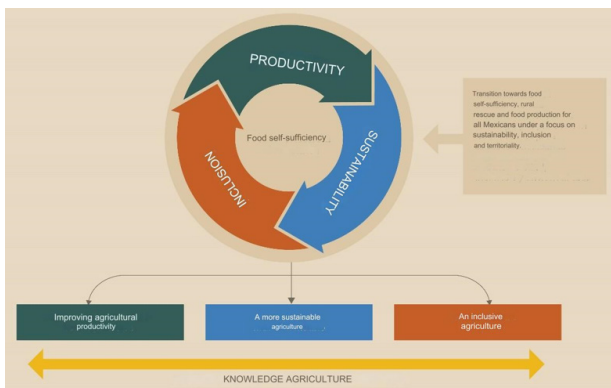 PRODUCTIVITY
SUSTAINABILITY
INCLUSION
Food self-sufficiency
Transition towards food
self-sufficiency, rural
rescue and food production for
all Mexicans under a focus on
sustainability, inclusion
and territoriality.
Improving agricultural
productivity
A more sustainable
agriculture
An inclusive
agriculture
KNOWLEDGE AGRICULTURE